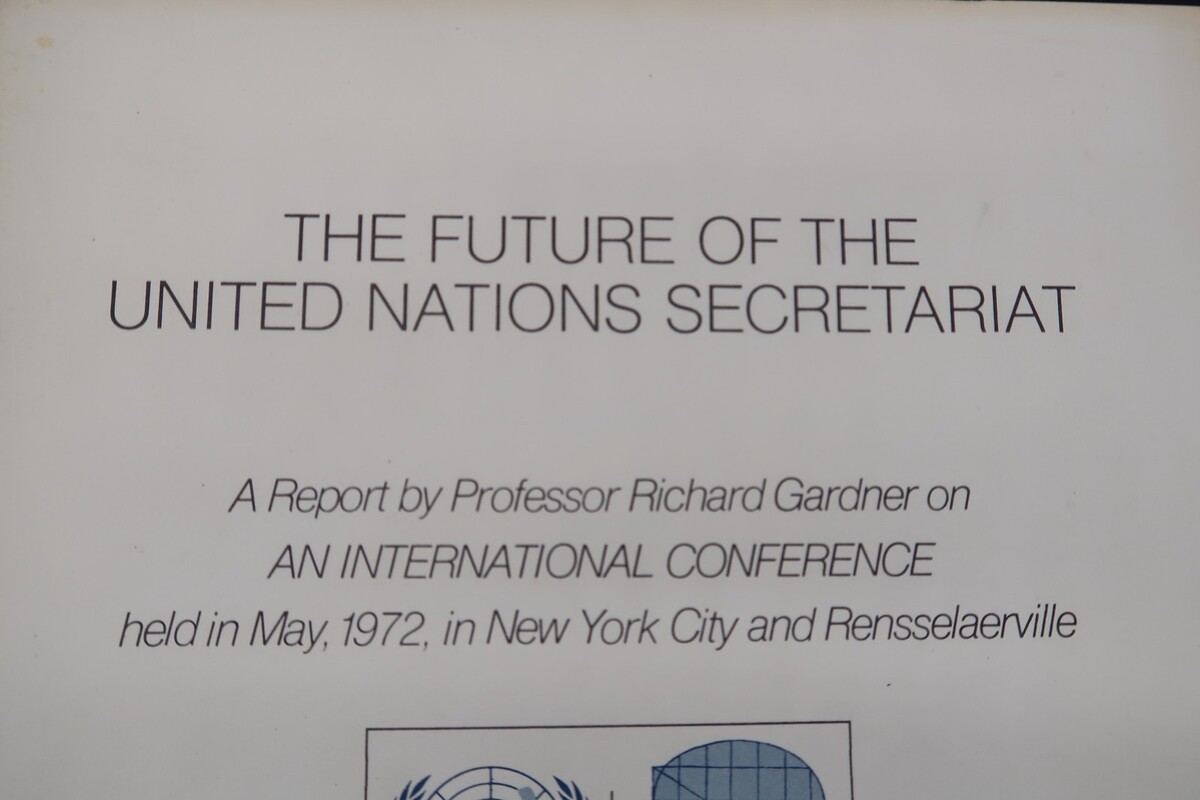 THE FUTURE OF THE
UNITED NATIONS SECRETARIAT
A Report by Professor Richard Gardner on
AN INTERNATIONAL CONFERENCE
held in May, 1972, in New York City and Rensselaerville